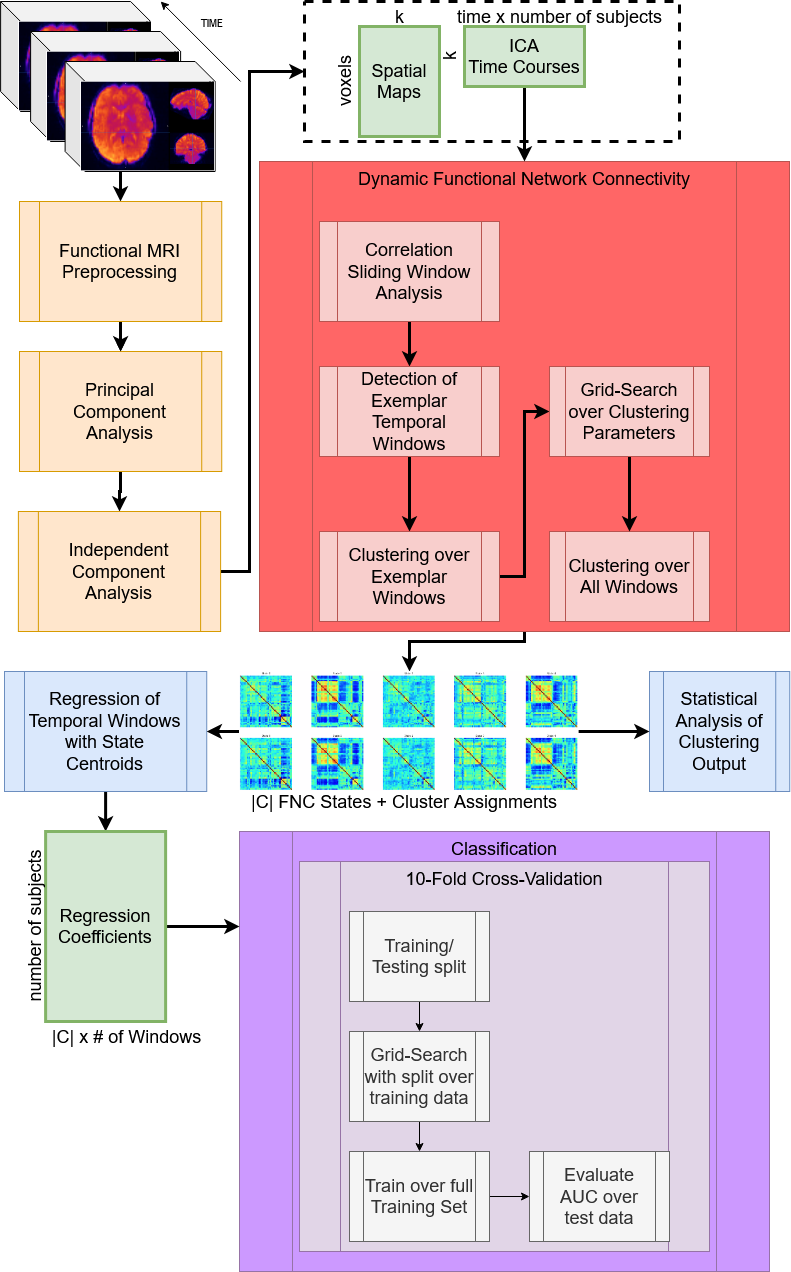 TIME
k
time x number of subjects
voxels
Spatial
Maps
k
ICA
Time Courses
Functional MRI
Preprocessing
Principal
Component
Analysis
Independent
Component
Analysis
Dynamic Functional Network Connectivity
Correlation
Sliding Window
Analysis
Detection of
Exemplar
Temporal
Windows
Clustering over
Exemplar
Windows
Grid-Search
over Clustering
Parameters
Clustering over
All Windows
Regression of
Temporal Windows
with State
Centroids
|C| FNC States + Cluster Assignments
Statistical
Analysis of
Clustering
Output
number of subjects
Regression
Coefficients
|C| x # of Windows
Classification
10-Fold Cross-Validation
Training/
Testing split
Grid-Search
with split over
training data
Train over full
Training Set
Evaluate
AUC over
test data